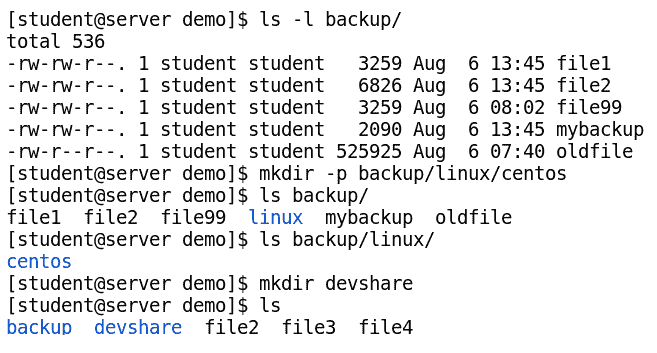 [student@server demo]$ ls -l backup/
total 536
-rw-rw-r--. 1 student student   3259 Aug  6 13:45 file1
-rw-rw-r--. 1 student student   6826 Aug  6 13:45 file2
-rw-rw-r--. 1 student student   3259 Aug  6 08:02 file99
-rw-rw-r--. 1 student student   2090 Aug  6 13:45 mybackup
-rw-r--r--. 1 student student 525925 Aug  6 07:40 oldfile
[student@server demo]$ mkdir -p backup/linux/centos
[student@server demo]$ ls backup/
file1  file2  file99  linux  mybackup  oldfile
[student@server demo]$ ls backup/linux/
centos
[student@server demo]$ mkdir devshare
[student@server demo]$ ls
backup  devshare  file2  file3  file4